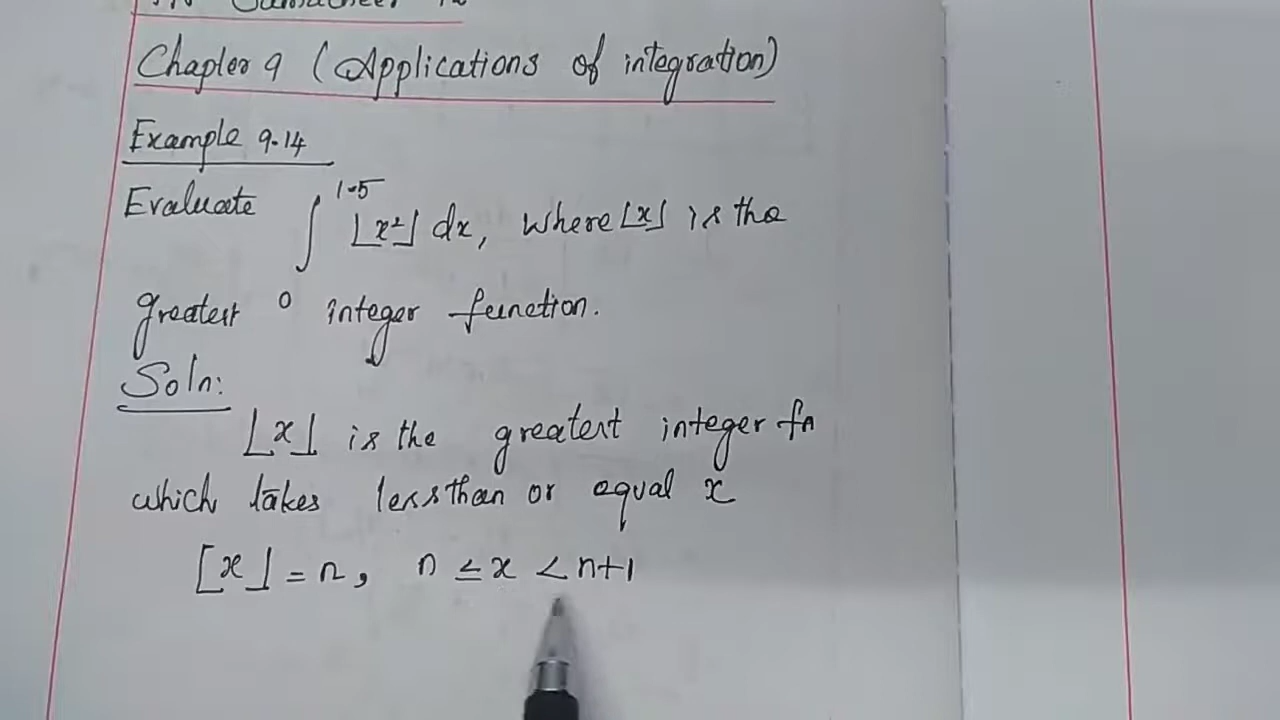 Chapter 9 (Applications of integration)
Example 9.14
Evaluate ∫₀^1.5 ⌊x²⌋ dx, where ⌊x⌋ is the
greatest integer function.
Soln:
⌊x⌋ is the greatest integer fn
which takes less than or equal x
⌊x⌋ = n, n ≤ x < n+1